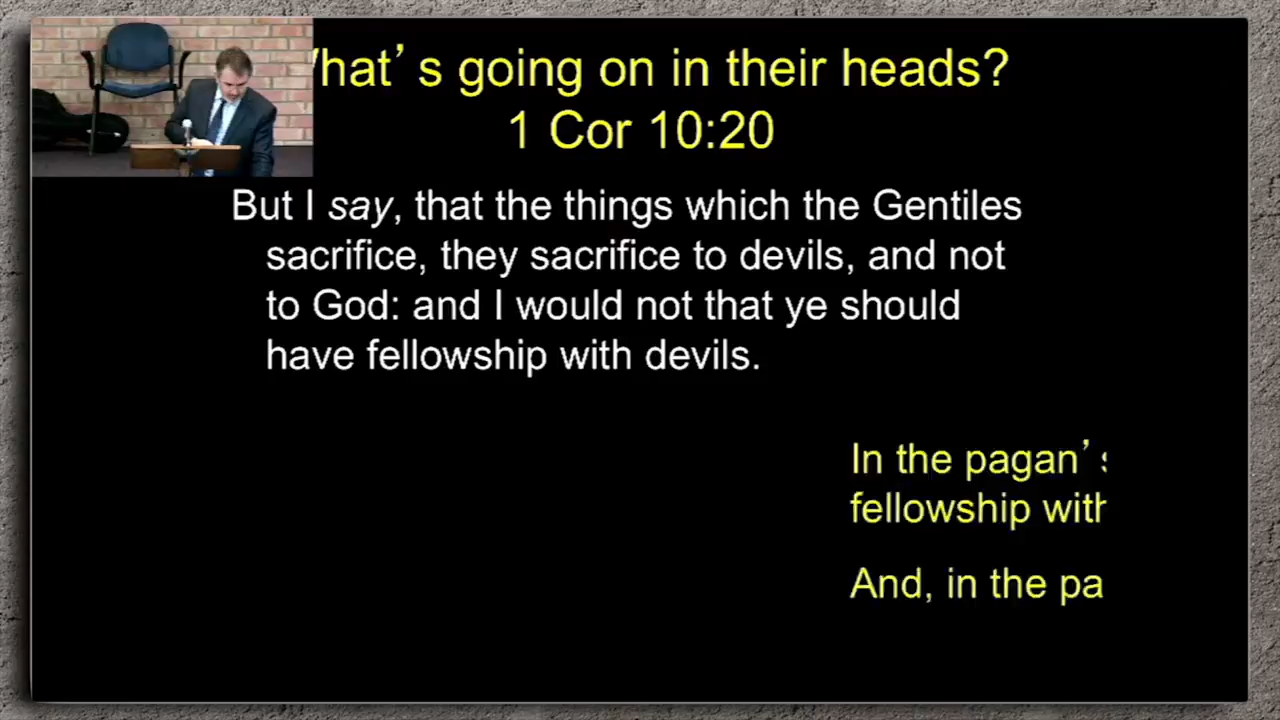 hat’s going on in their heads?
1 Cor 10:20
But I say, that the things which the Gentiles
sacrifice, they sacrifice to devils, and not
to God: and I would not that ye should
have fellowship with devils.
In the pagan’s
fellowship with
And, in the pa